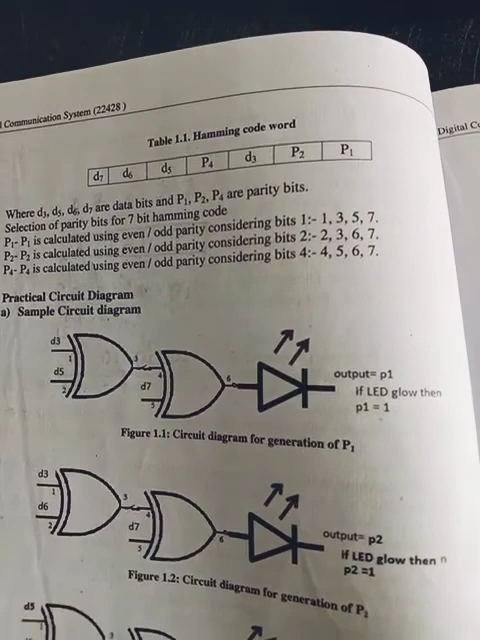 l Communication System (22428)
Digital Co
Table 1.1. Hamming code word
d7 d6 d5 P4 d3 P2 P1
Where d3, d5, d6, d7 are data bits and P1, P2, P4 are parity bits.
Selection of parity bits for 7 bit hamming code
P1- P1 is calculated using even / odd parity considering bits 1:- 1, 3, 5, 7.
P2- P2 is calculated using even / odd parity considering bits 2:- 2, 3, 6, 7.
P4- P4 is calculated using even / odd parity considering bits 4:- 4, 5, 6, 7.
Practical Circuit Diagram
a) Sample Circuit diagram
d3
1
3
d5
2
d7
4
5
6
output= p1
if LED glow then
p1 = 1
Figure 1.1: Circuit diagram for generation of P1
d3
1
3
d6
2
d7
4
5
6
output= p2
if LED glow then
p2 =1
Figure 1.2: Circuit diagram for generation of P2
d5
1
3